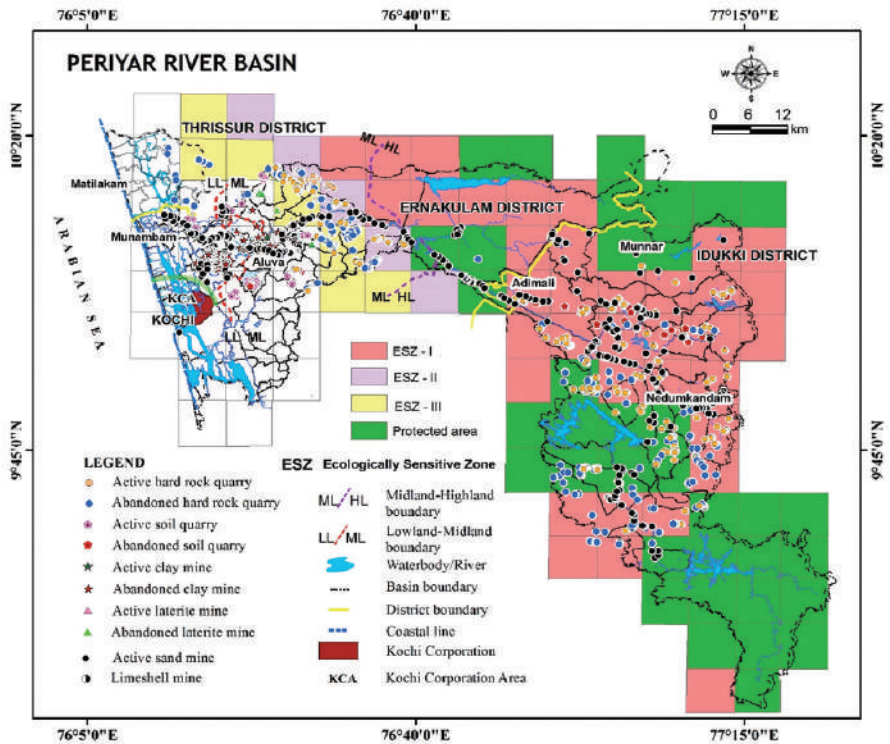 76°5'0"E 76°40'0"E 77°15'0"E
PERIYAR RIVER BASIN
N
W E
S
0 6 12
km
10°20'0"N 10°20'0"N
THRISSUR DISTRICT
ML HL
Matilakam
LL ML
ERNAKULAM DISTRICT
Munambam
Munnar
IDUKKI DISTRICT
Aluva
Adimali
ARABIAN SEA
KCA
ML HL
KOCHI
LL ML
ESZ - I
ESZ - II
Nedumkandam
ESZ - III
Protected area
9°45'0"N 9°45'0"N
LEGEND
Active hard rock quarry
Abandoned hard rock quarry
Active soil quarry
Abandoned soil quarry
Active clay mine
Abandoned clay mine
Active laterite mine
Abandoned laterite mine
Active sand mine
Limeshell mine
ESZ Ecologically Sensitive Zone
ML/HL Midland-Highland
boundary
LL/ML Lowland-Midland
boundary
Waterbody/River
Basin boundary
District boundary
Coastal line
Kochi Corporation
KCA Kochi Corporation Area
76°5'0"E 76°40'0"E 77°15'0"E